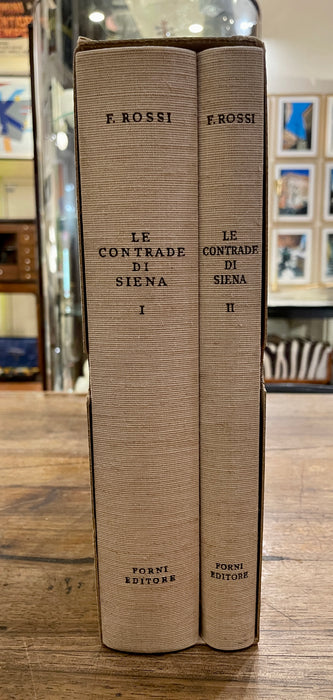 F. ROSSI
LE
CONTRADE
DI
SIENA
I
FORNI
EDITORE
F. ROSSI
LE
CONTRADE
DI
SIENA
II
FORNI
EDITORE